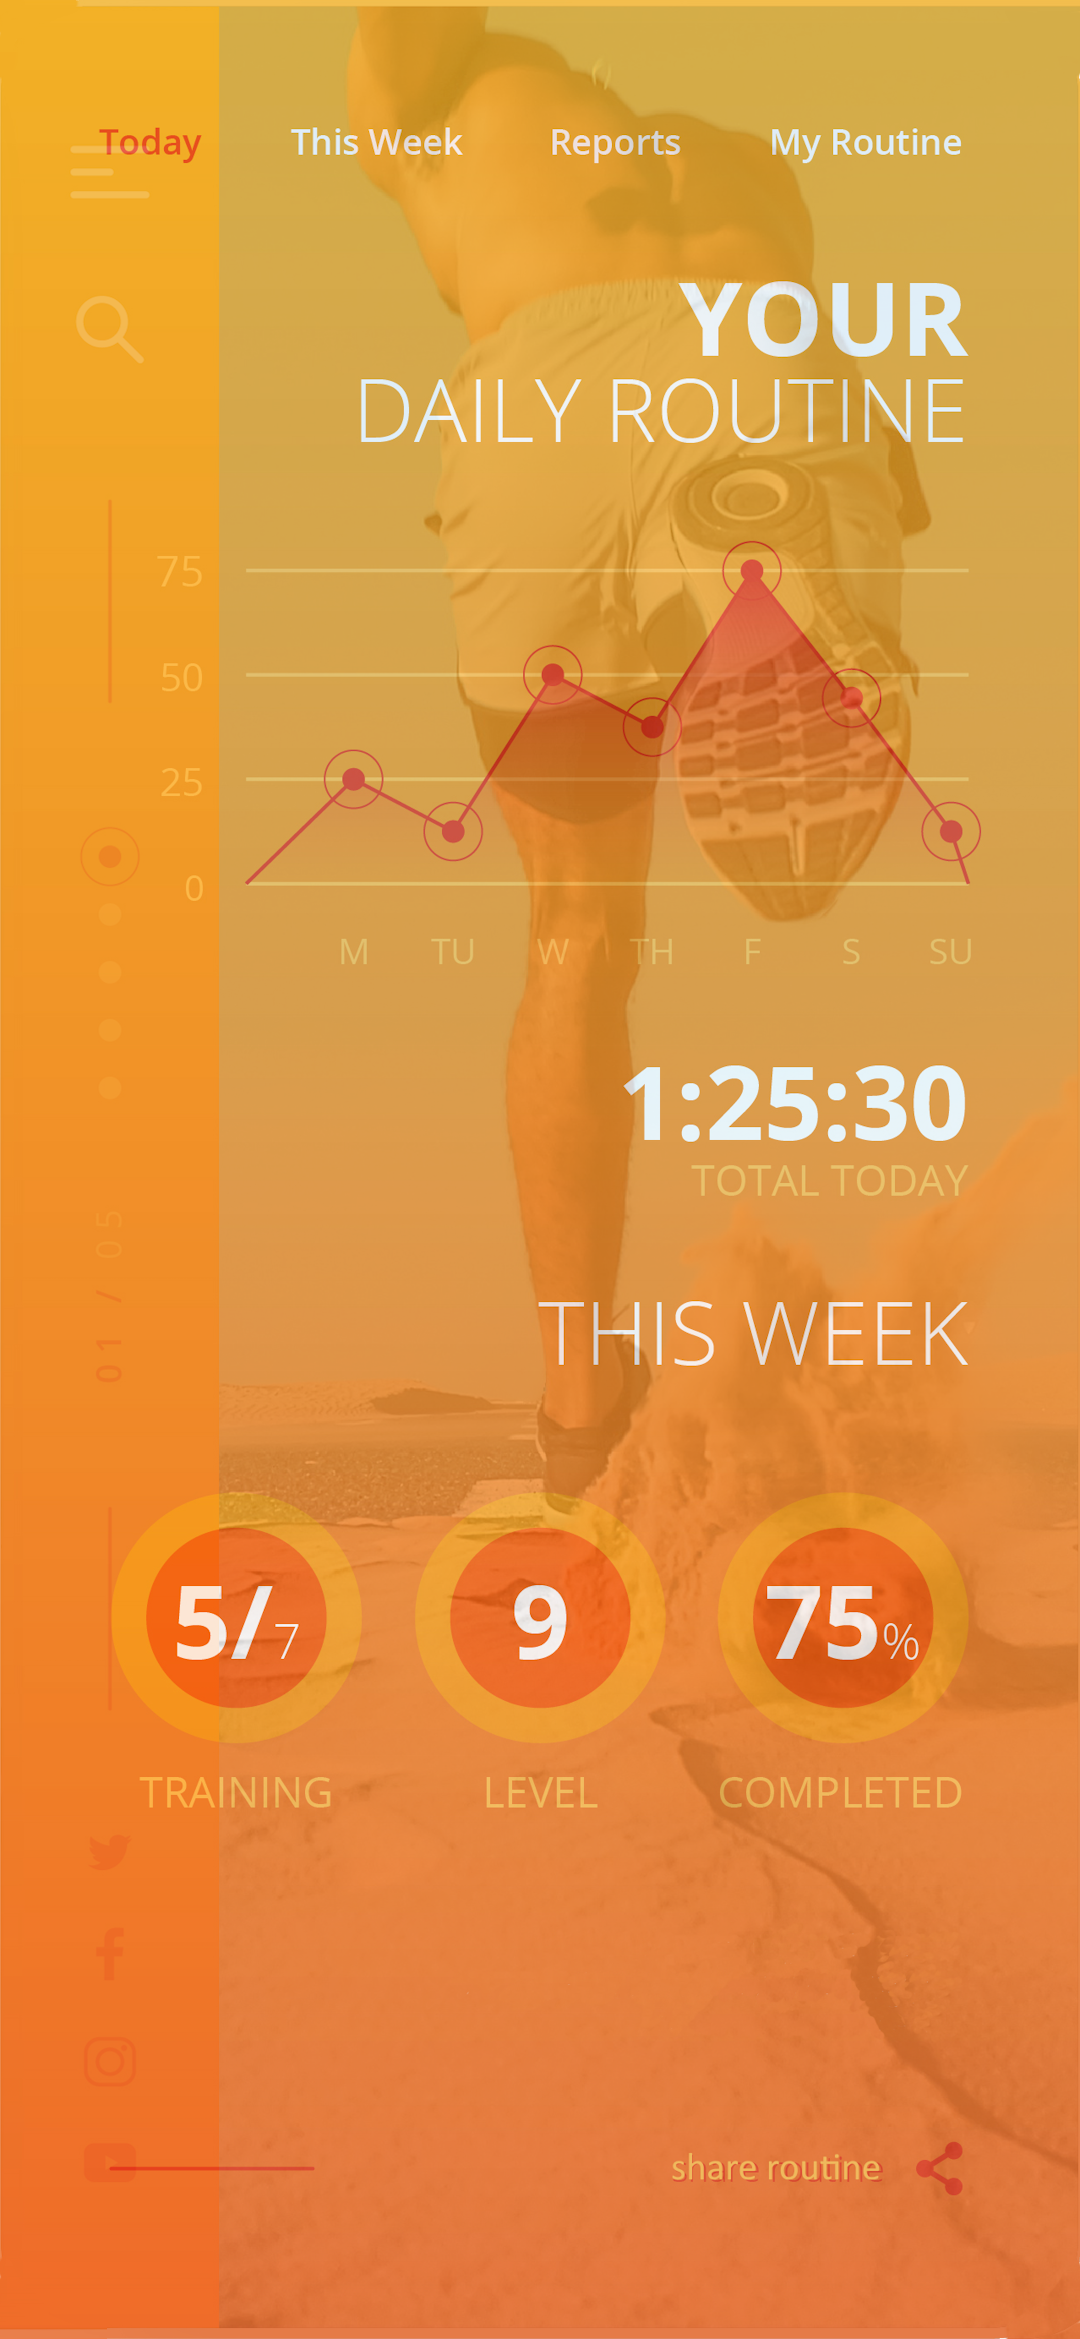 Today This Week Reports My Routine
YOUR
DAILY ROUTINE
75
50
25
0
M TU W TH F S SU
1:25:30
TOTAL TODAY
01 / 05
THIS WEEK
5/7 9 75%
TRAINING LEVEL COMPLETED
share routine